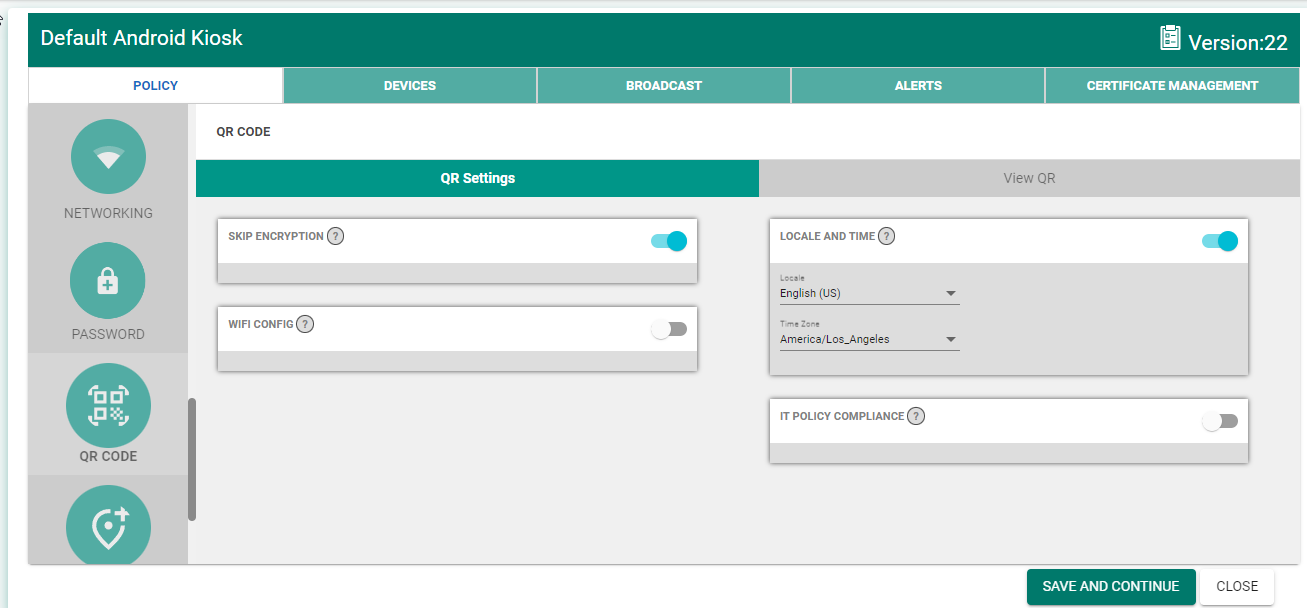 Default Android Kiosk
Version:22
POLICY
DEVICES
BROADCAST
ALERTS
CERTIFICATE MANAGEMENT
NETWORKING
PASSWORD
QR CODE
QR CODE
QR Settings
View QR
SKIP ENCRYPTION ?
WIFI CONFIG ?
LOCALE AND TIME ?
Locale
English (US)
Time Zone
America/Los_Angeles
IT POLICY COMPLIANCE ?
SAVE AND CONTINUE
CLOSE